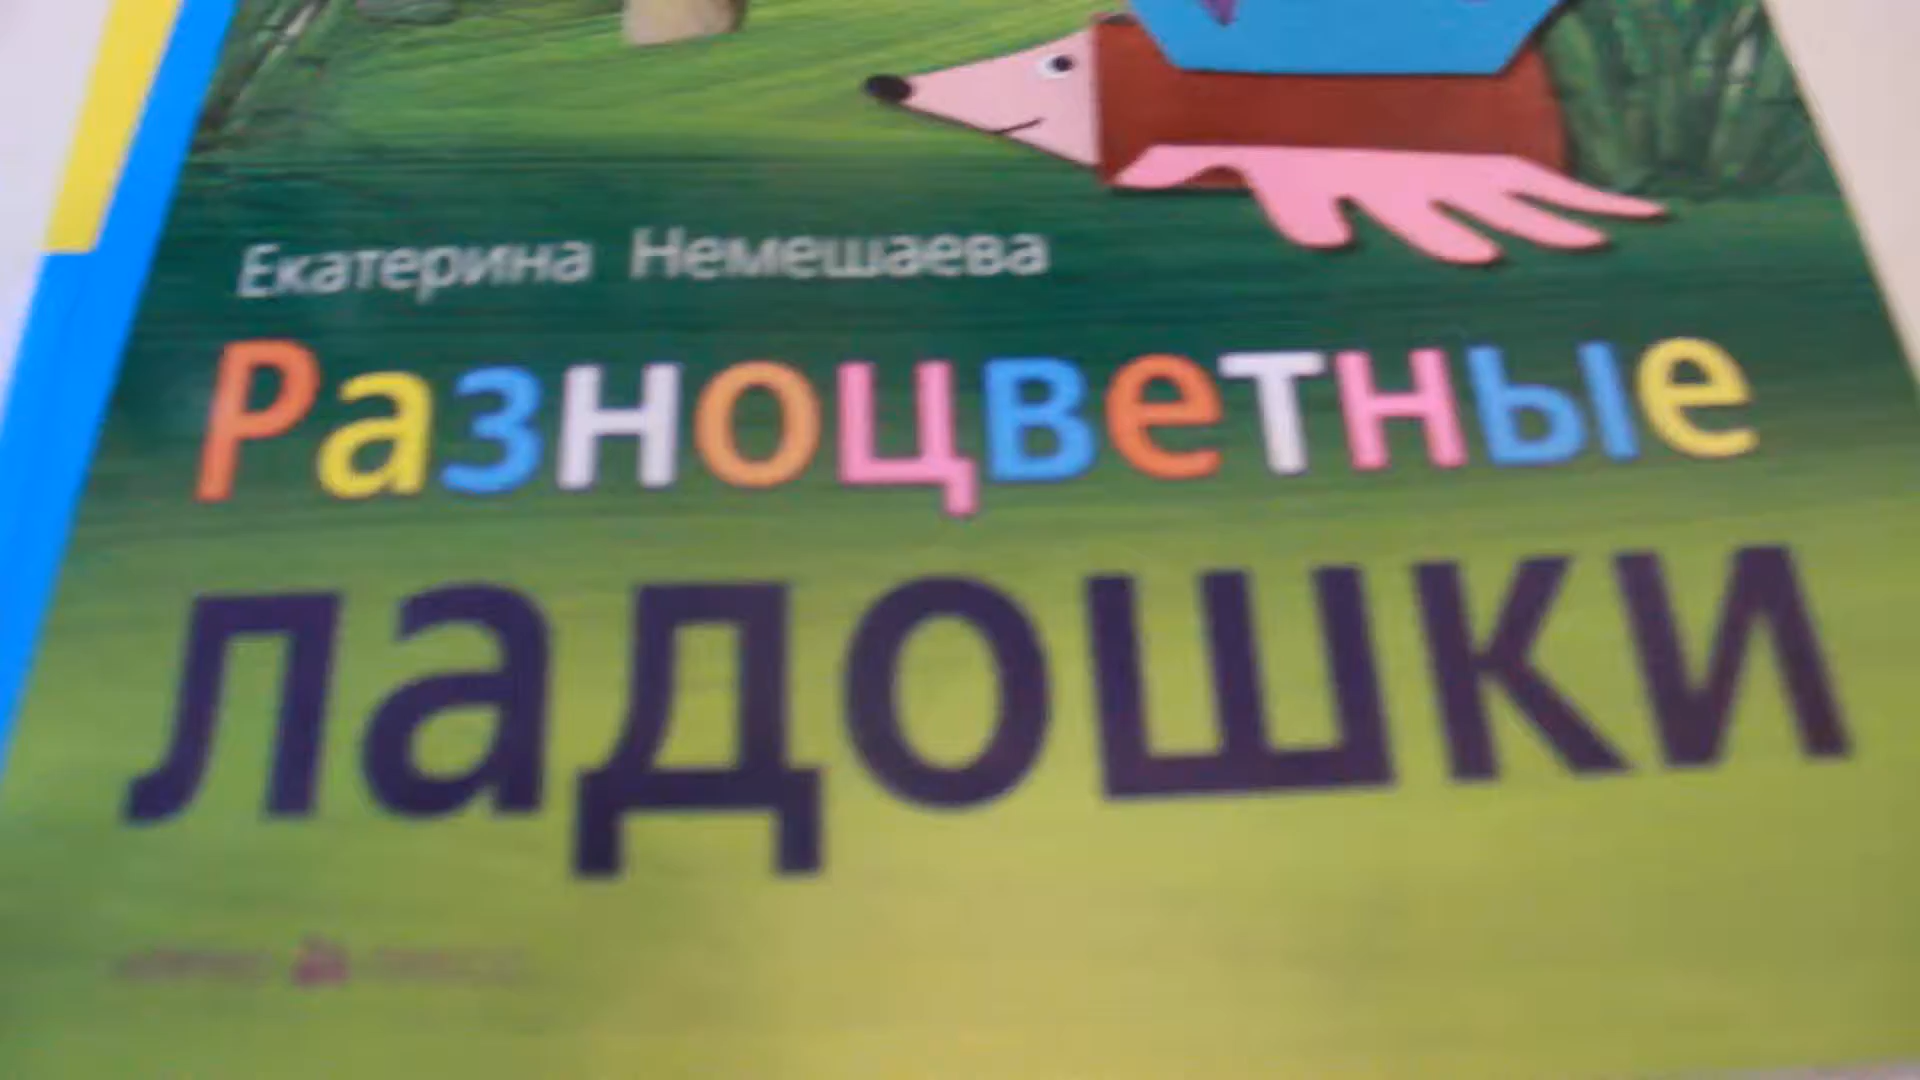 Екатерина Немешаева
Разноцветные
ладошки